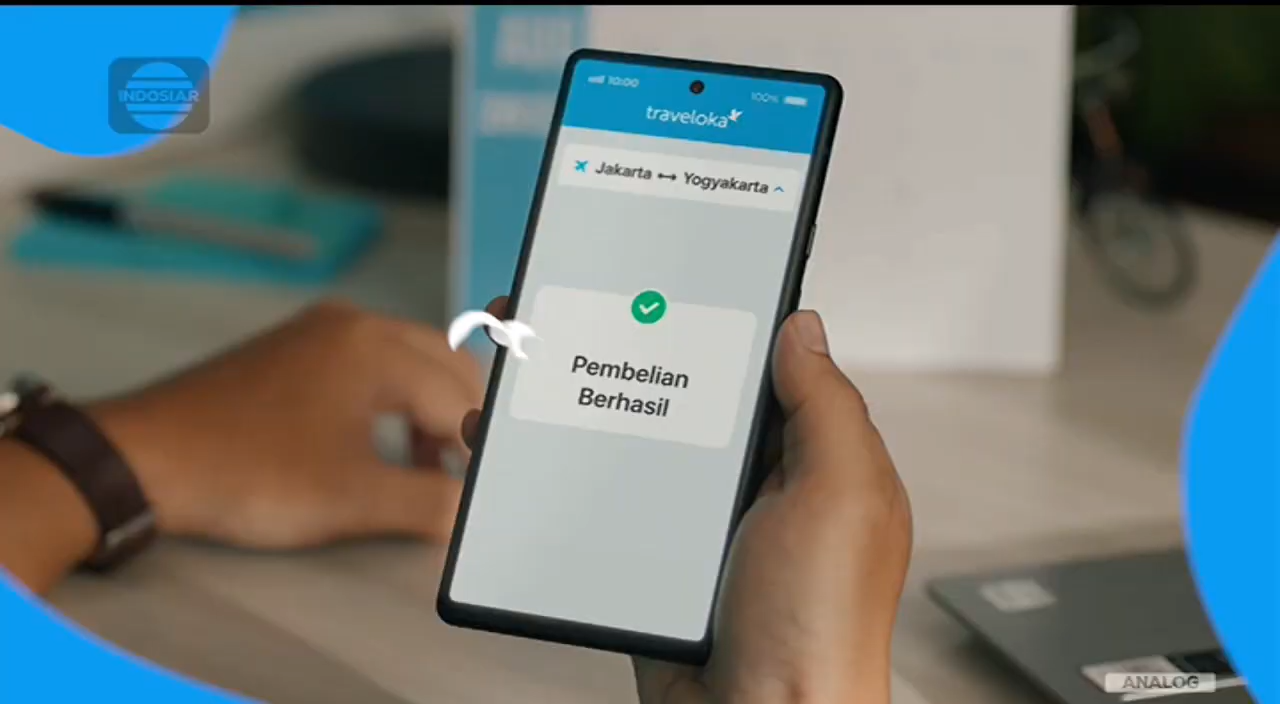 INDOSIAR
10:00
100%
traveloka
Jakarta ↔ Yogyakarta
Pembelian
Berhasil
ANALOG